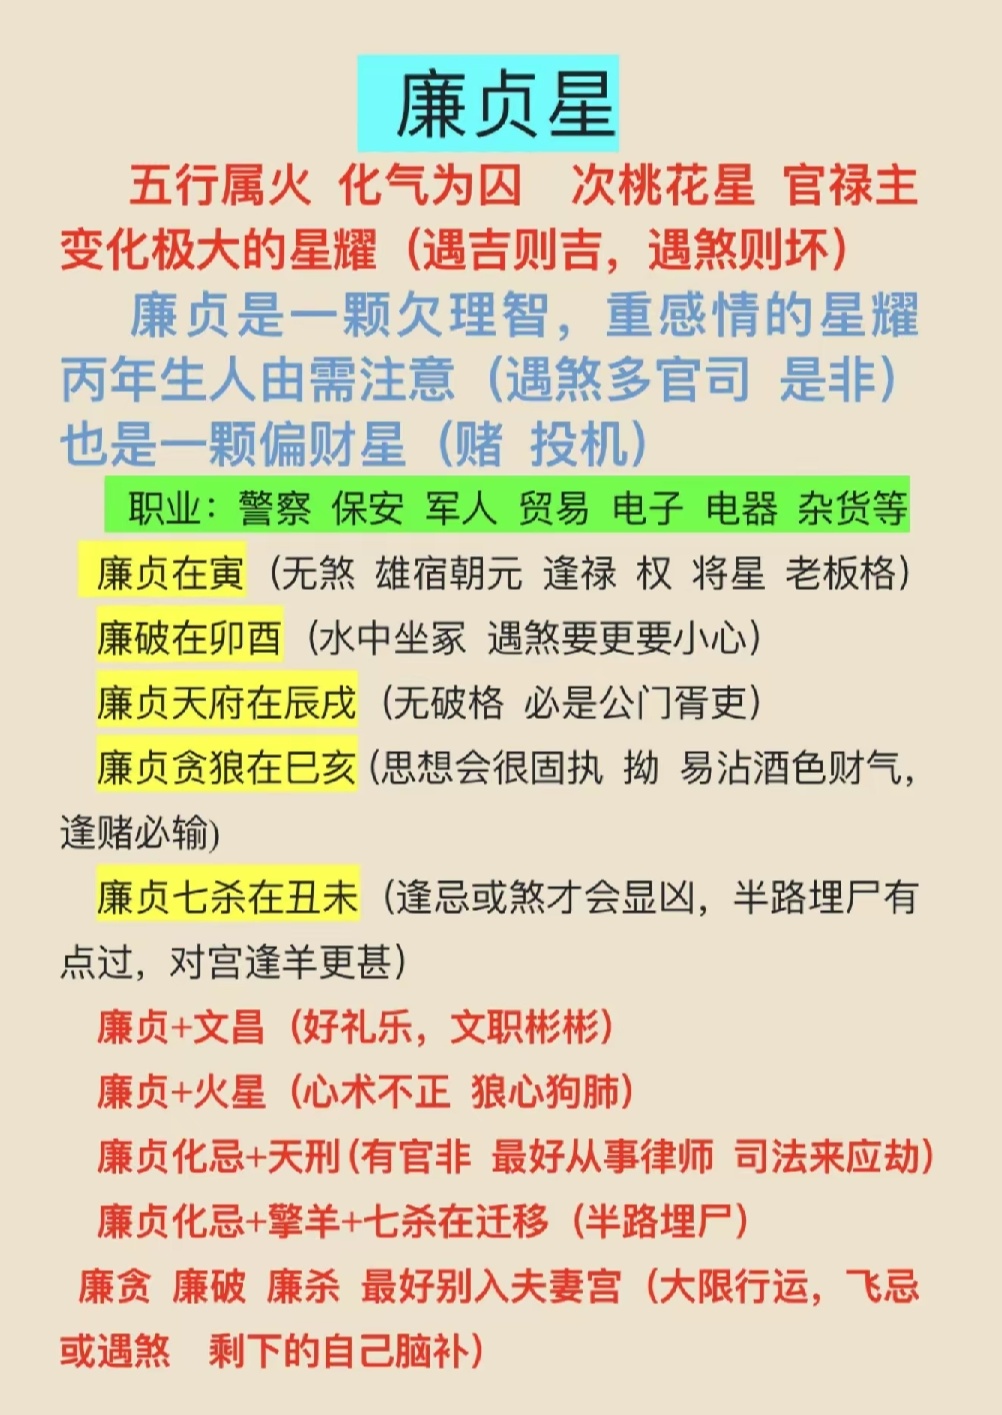 廉贞星
五行属火 化气为囚 次桃花星 官禄主
变化极大的星耀（遇吉则吉，遇煞则坏）
廉贞是一颗欠理智，重感情的星耀
丙年生人由需注意（遇煞多官司 是非）
也是一颗偏财星（赌 投机）
职业：警察 保安 军人 贸易 电子 电器 杂货等
廉贞在寅（无煞 雄宿朝元 逢禄 权 将星 老板格）
廉破在卯酉（水中坐冢 遇煞要更要小心）
廉贞天府在辰戌（无破格 必是公门胥吏）
廉贞贪狼在巳亥(思想会很固执 拗 易沾酒色财气，
逢赌必输)
廉贞七杀在丑未（逢忌或煞才会显凶，半路埋尸有
点过，对宫逢羊更甚）
廉贞+文昌（好礼乐，文职彬彬）
廉贞+火星（心术不正 狼心狗肺）
廉贞化忌+天刑(有官非 最好从事律师 司法来应劫）
廉贞化忌+擎羊+七杀在迁移（半路埋尸）
廉贪 廉破 廉杀 最好别入夫妻宫（大限行运，飞忌
或遇煞 剩下的自己脑补）